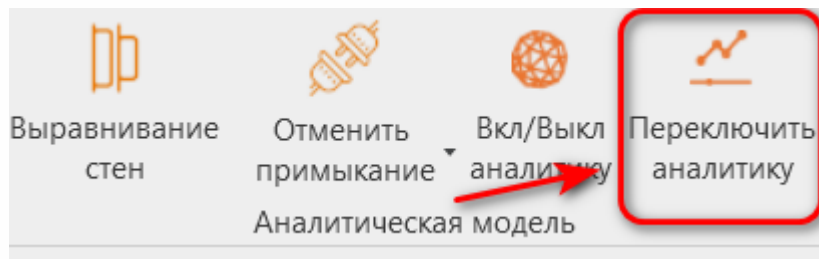 Выравнивание
стен
Отменить
примыкание
Вкл/Выкл
аналитику
Переключить
аналитику
Аналитическая модель